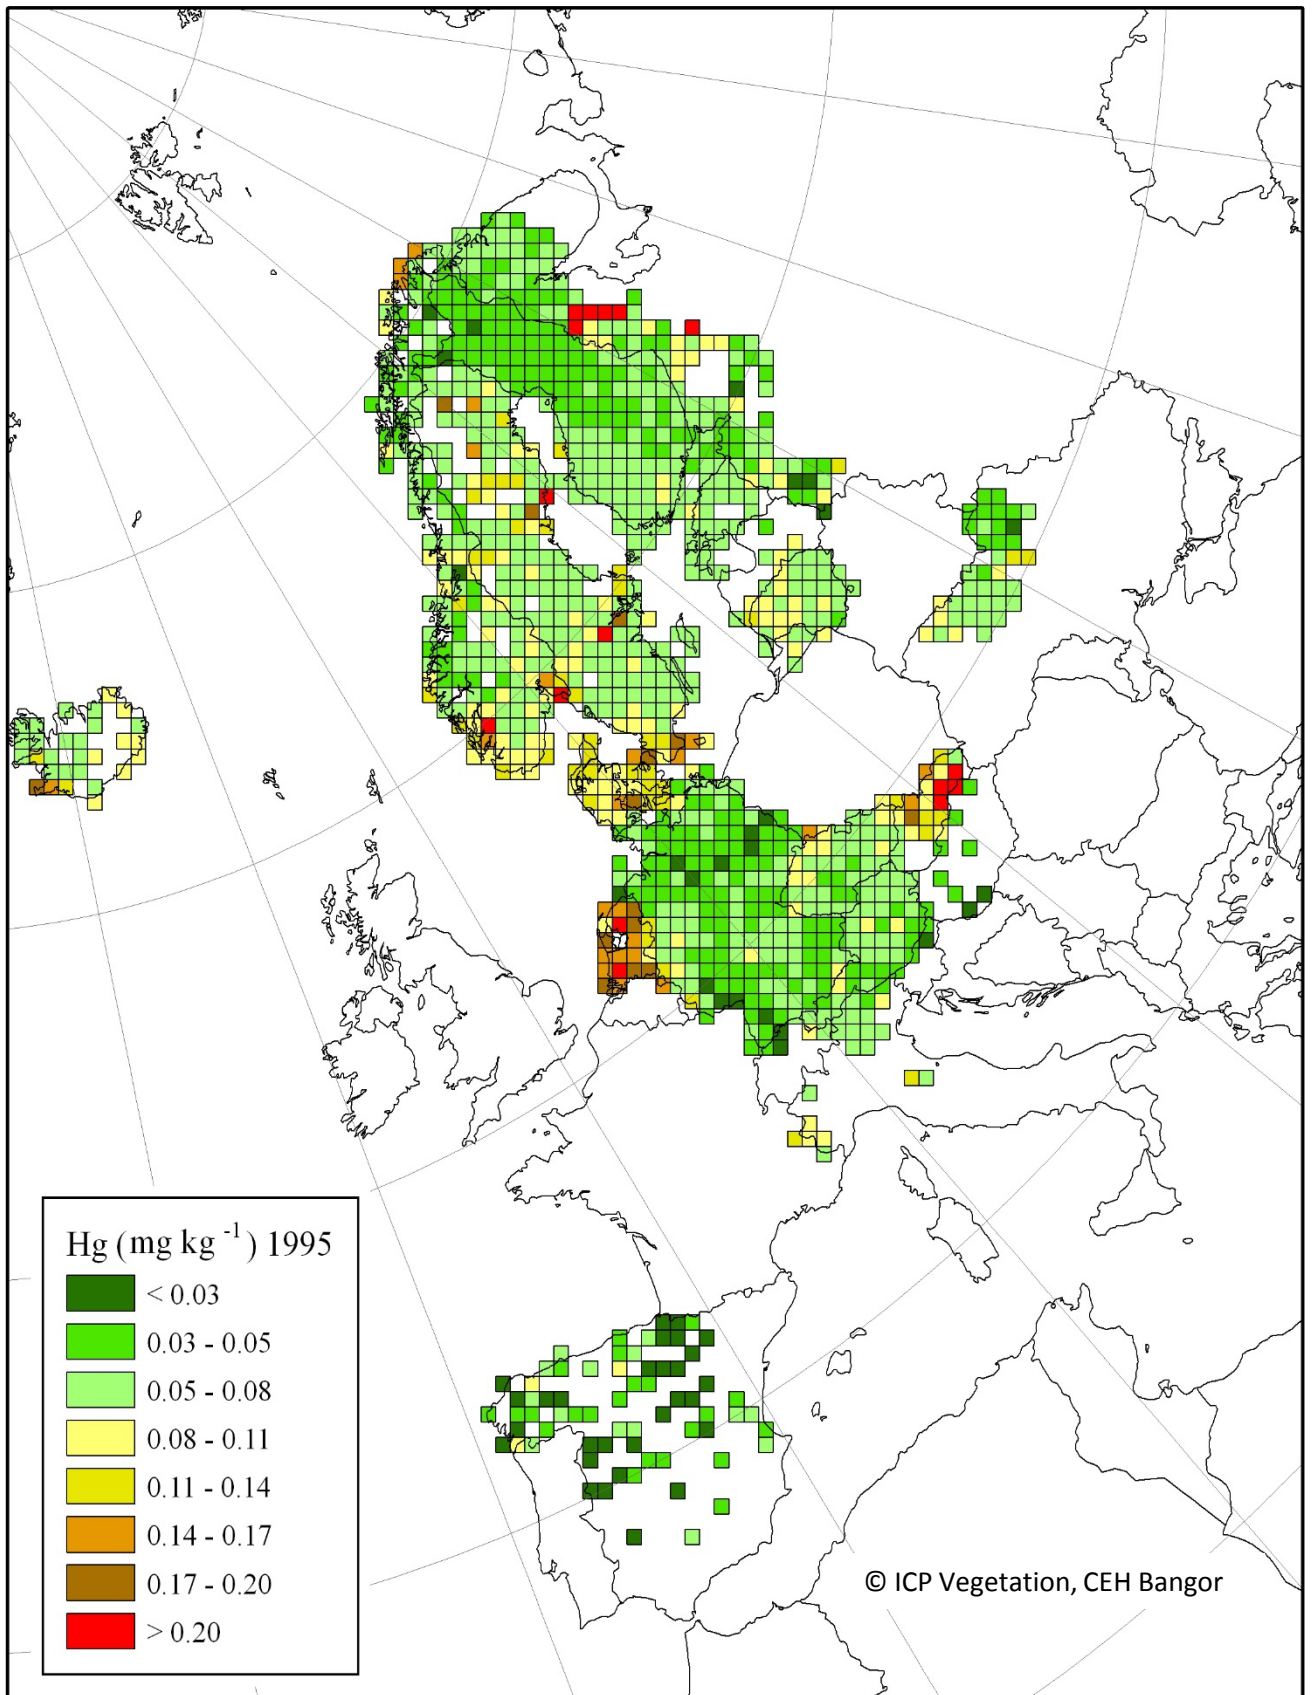 Hg (mg kg⁻¹) 1995
< 0.03
0.03 - 0.05
0.05 - 0.08
0.08 - 0.11
0.11 - 0.14
0.14 - 0.17
0.17 - 0.20
> 0.20
© ICP Vegetation, CEH Bangor